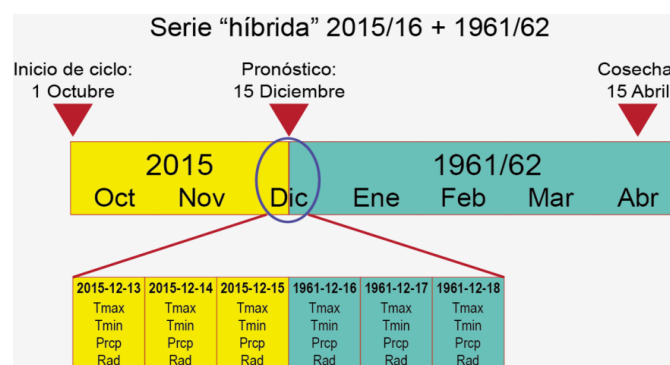 Serie “híbrida” 2015/16 + 1961/62
Inicio de ciclo:
1 Octubre
Pronóstico:
15 Diciembre
Cosecha
15 Abril
2015
1961/62
Oct Nov Dic Ene Feb Mar Abr
2015-12-13 2015-12-14 2015-12-15 1961-12-16 1961-12-17 1961-12-18
Tmax Tmax Tmax Tmax Tmax Tmax
Tmin Tmin Tmin Tmin Tmin Tmin
Prcp Prcp Prcp Prcp Prcp Prcp
Rad Rad Rad Rad Rad Rad